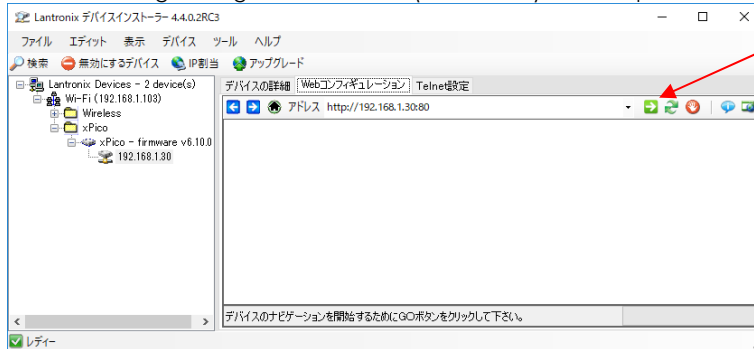 Lantronix デバイスインストーラー 4.4.0.2RC3
ファイル エディット 表示 デバイス ツール ヘルプ
検索 無効にするデバイス IP割当 アップグレード
Lantronix Devices - 2 device(s)
Wi-Fi (192.168.1.103)
Wireless
xPico
xPico - firmware v6.10.0
192.168.1.30
デバイスの詳細 Webコンフィギュレーション Telnet設定
アドレス http://192.168.1.30:80
デバイスのナビゲーションを開始するためにGOボタンをクリックして下さい。
レディー